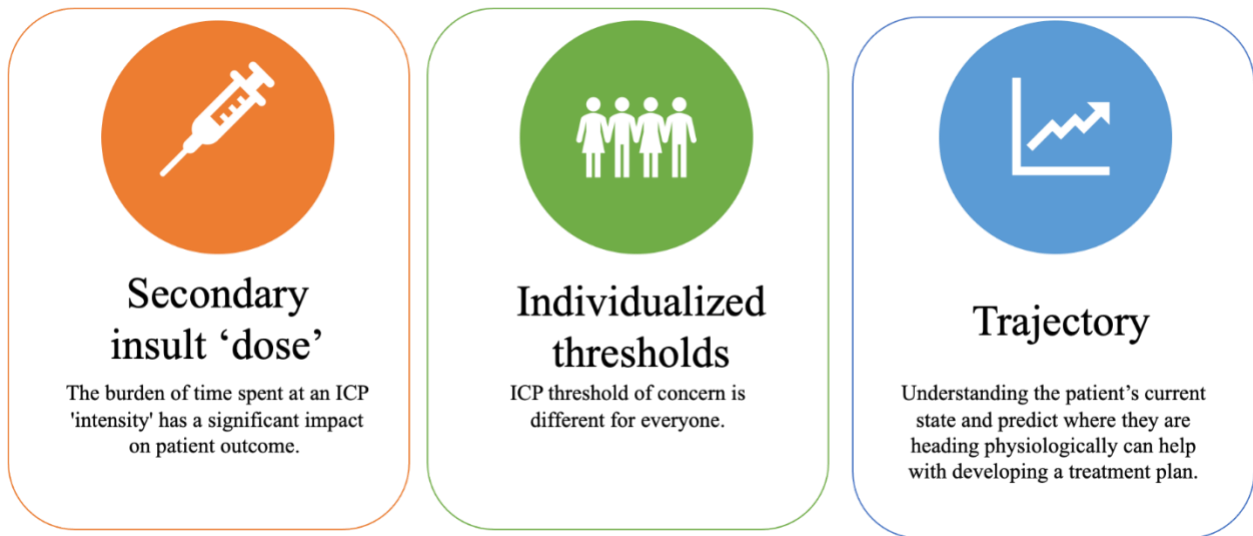 Secondary
insult ‘dose’
The burden of time spent at an ICP
'intensity' has a significant impact
on patient outcome.
Individualized
thresholds
ICP threshold of concern is
different for everyone.
Trajectory
Understanding the patient’s current
state and predict where they are
heading physiologically can help
with developing a treatment plan.